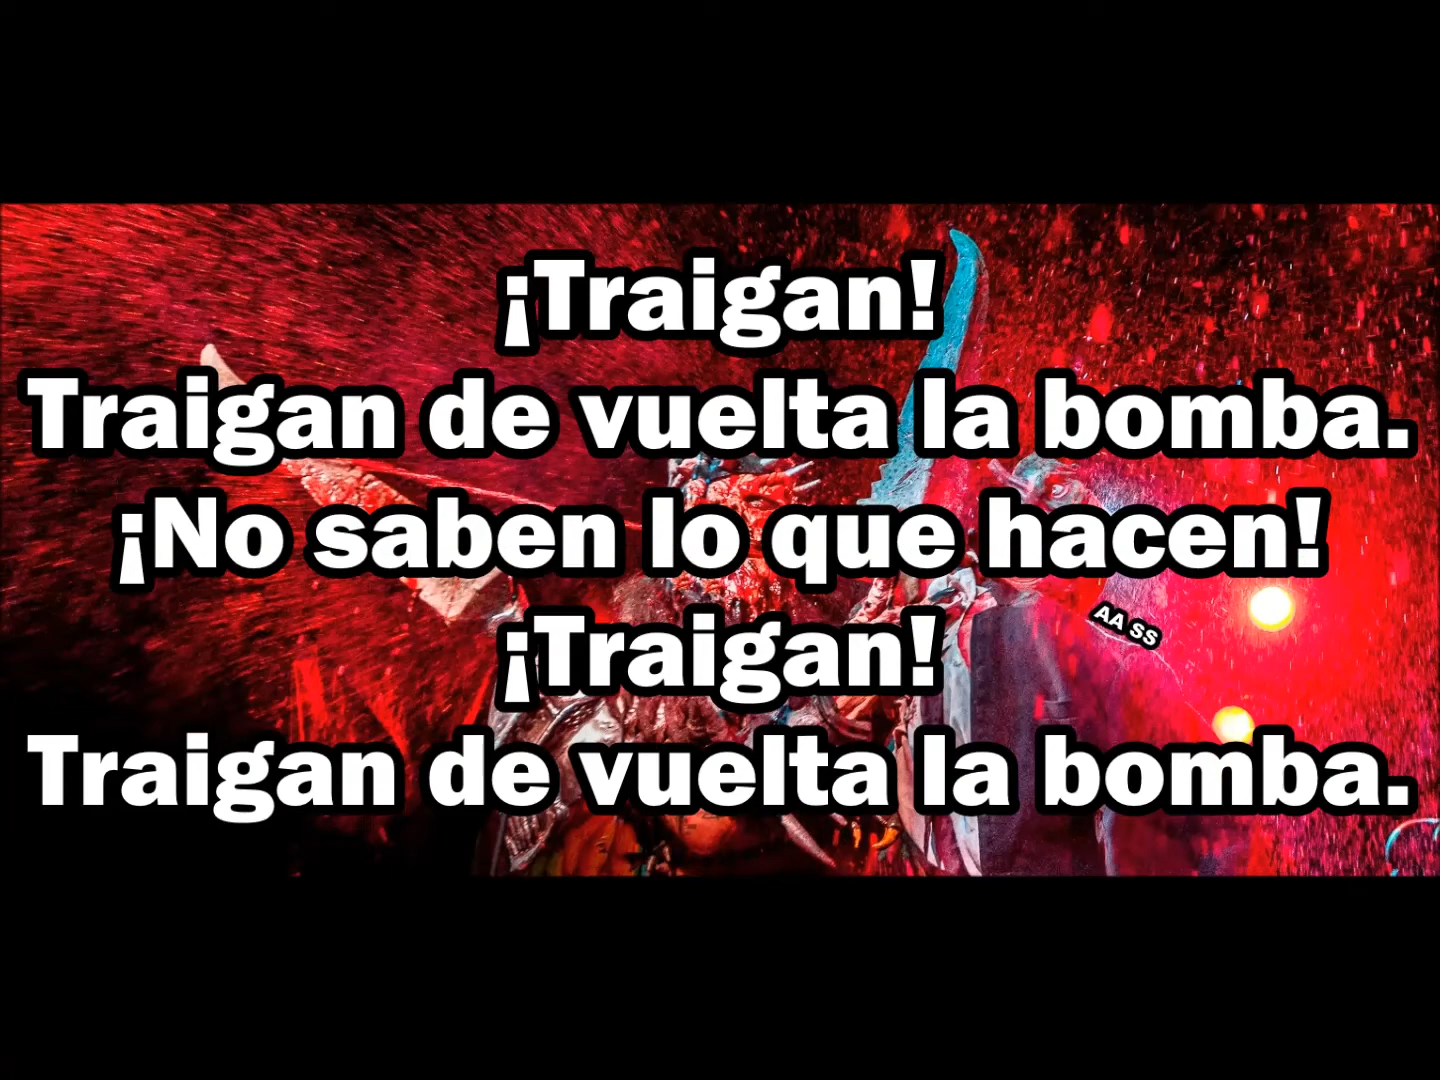 ¡Traigan!
Traigan de vuelta la bomba.
¡No saben lo que hacen!
AA SS
¡Traigan!
Traigan de vuelta la bomba.